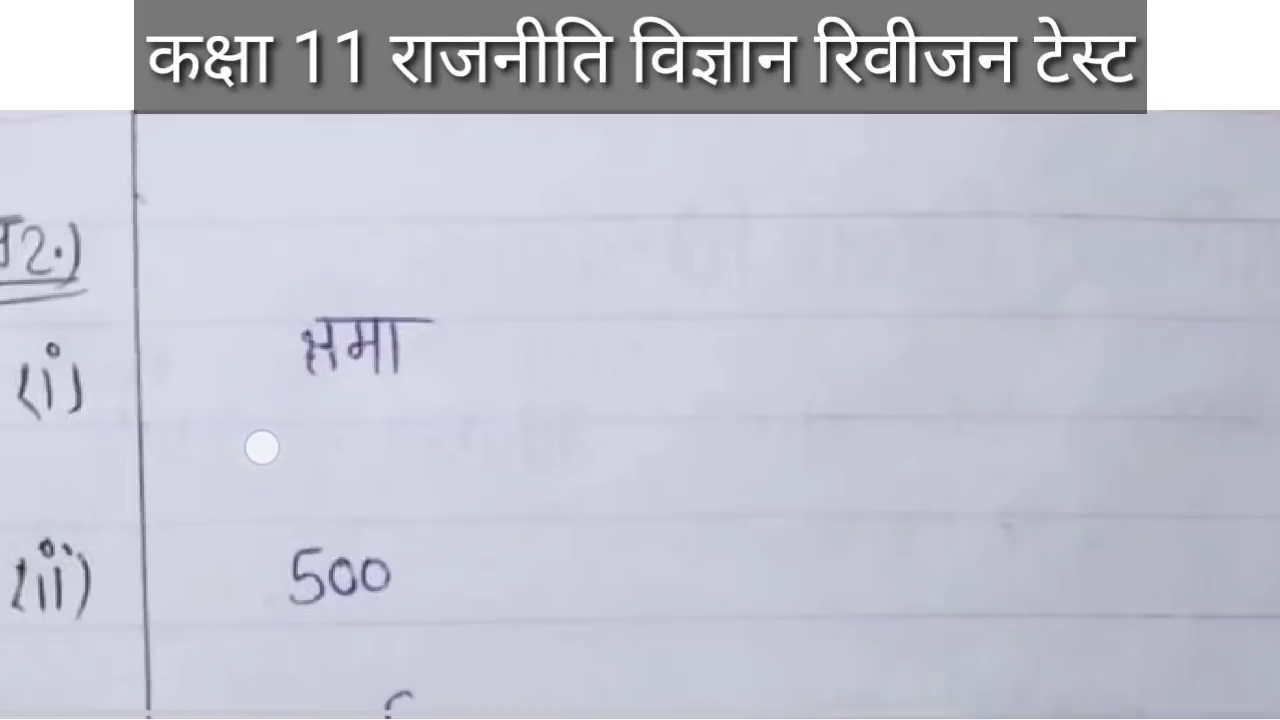 कक्षा 11 राजनीति विज्ञान रिवीजन टेस्ट
2.)
(i) क्षमा
(ii) 500